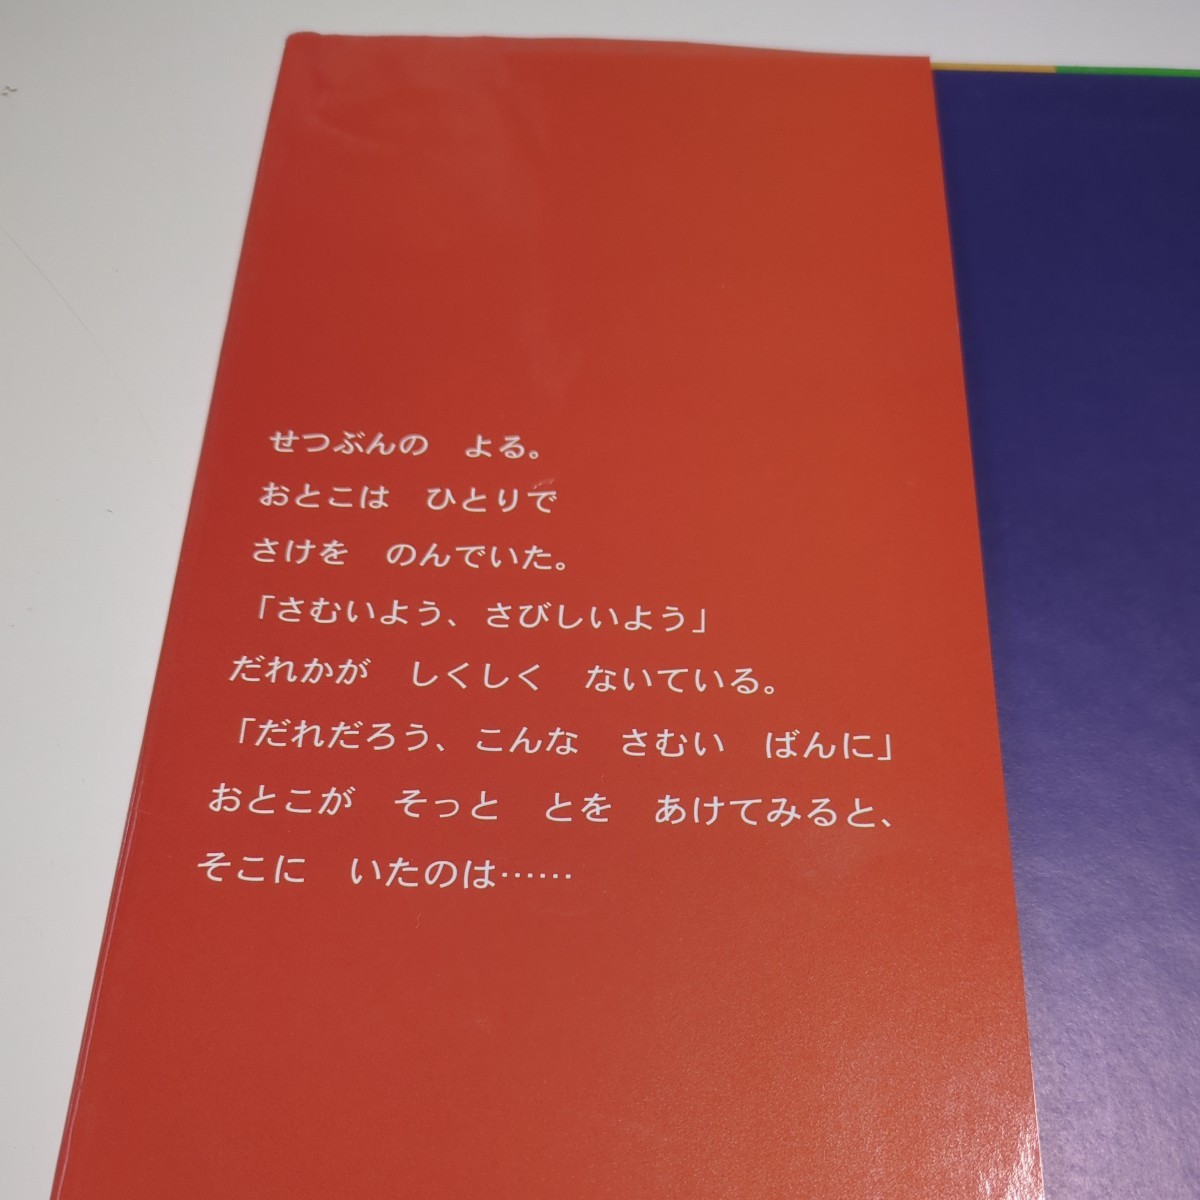 せつぶんの　よる。
おとこは　ひとりで
さけを　のんでいた。
「さむいよう、さびしいよう」
だれかが　しくしく　ないている。
「だれだろう、こんな　さむい　ばんに」
おとこが　そっと　とを　あけてみると、
そこに　いたのは……